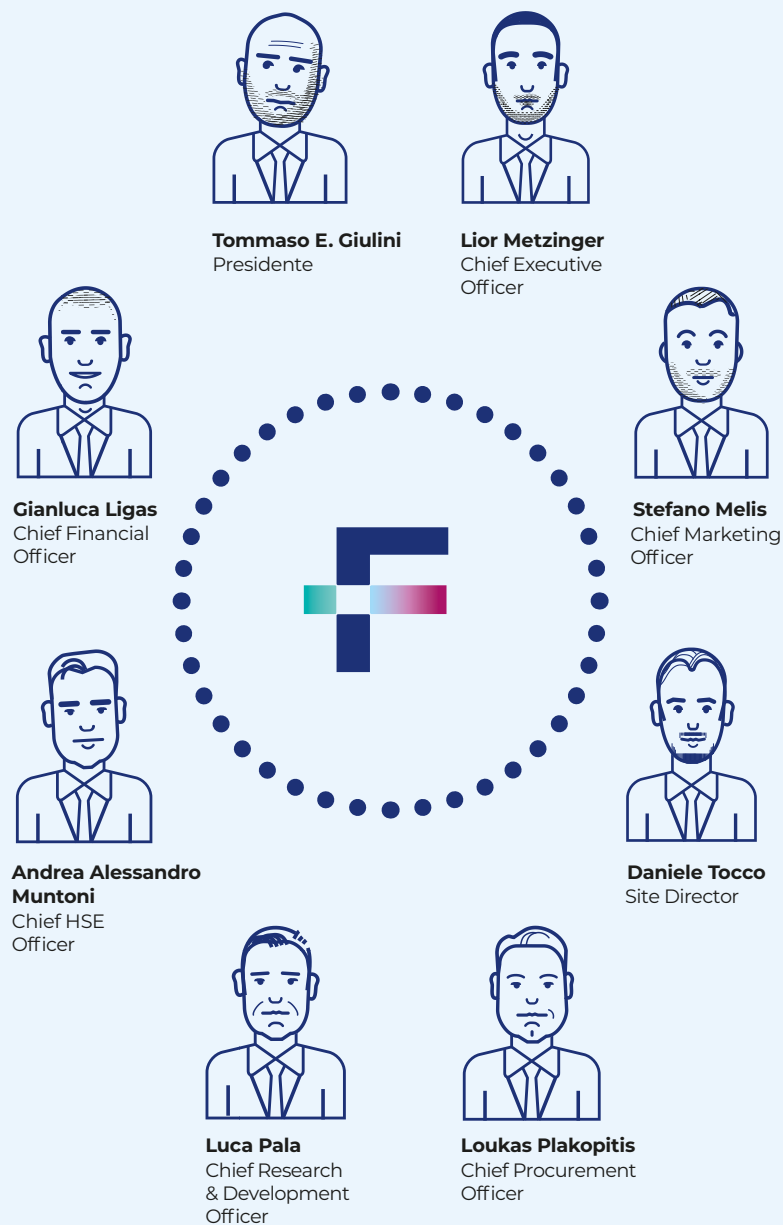 Tommaso E. Giulini
Presidente
Lior Metzinger
Chief Executive
Officer
Gianluca Ligas
Chief Financial
Officer
Stefano Melis
Chief Marketing
Officer
Andrea Alessandro
Muntoni
Chief HSE
Officer
Daniele Tocco
Site Director
Luca Pala
Chief Research
& Development
Officer
Loukas Plakopitis
Chief Procurement
Officer